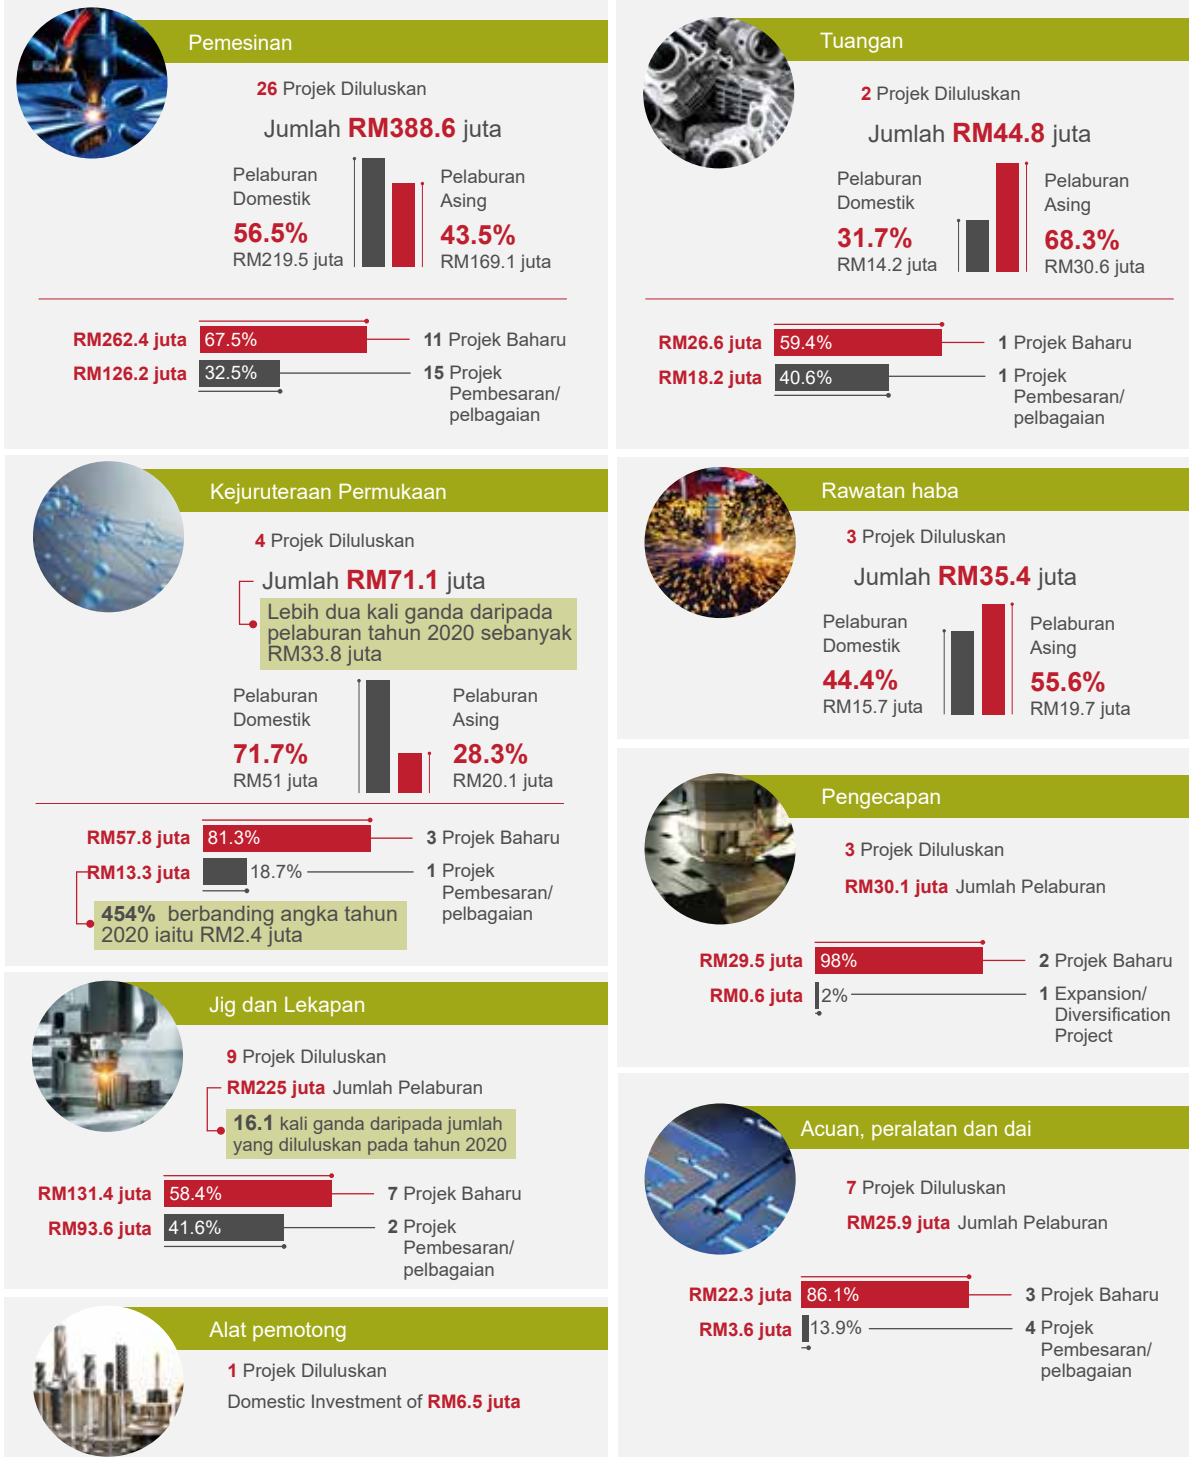 Pemesinan
26 Projek Diluluskan
Jumlah RM388.6 juta
Pelaburan
Domestik
56.5%
RM219.5 juta
Pelaburan
Asing
43.5%
RM169.1 juta
RM262.4 juta 67.5% 11 Projek Baharu
RM126.2 juta 32.5% 15 Projek
Pembesaran/
pelbagaian
Tuangan
2 Projek Diluluskan
Jumlah RM44.8 juta
Pelaburan
Domestik
31.7%
RM14.2 juta
Pelaburan
Asing
68.3%
RM30.6 juta
RM26.6 juta 59.4% 1 Projek Baharu
RM18.2 juta 40.6% 1 Projek
Pembesaran/
pelbagaian
Kejuruteraan Permukaan
4 Projek Diluluskan
Jumlah RM71.1 juta
Lebih dua kali ganda daripada
pelaburan tahun 2020 sebanyak
RM33.8 juta
Pelaburan
Domestik
71.7%
RM51 juta
Pelaburan
Asing
28.3%
RM20.1 juta
RM57.8 juta 81.3% 3 Projek Baharu
RM13.3 juta 18.7% 1 Projek
Pembesaran/
pelbagaian
454% berbanding angka tahun
2020 iaitu RM2.4 juta
Rawatan haba
3 Projek Diluluskan
Jumlah RM35.4 juta
Pelaburan
Domestik
44.4%
RM15.7 juta
Pelaburan
Asing
55.6%
RM19.7 juta
Pengecapan
3 Projek Diluluskan
RM30.1 juta Jumlah Pelaburan
RM29.5 juta 98% 2 Projek Baharu
RM0.6 juta 2% 1 Expansion/
Diversification
Project
Jig dan Lekapan
9 Projek Diluluskan
RM225 juta Jumlah Pelaburan
16.1 kali ganda daripada jumlah
yang diluluskan pada tahun 2020
RM131.4 juta 58.4% 7 Projek Baharu
RM93.6 juta 41.6% 2 Projek
Pembesaran/
pelbagaian
Acuan, peralatan dan dai
7 Projek Diluluskan
RM25.9 juta Jumlah Pelaburan
RM22.3 juta 86.1% 3 Projek Baharu
RM3.6 juta 13.9% 4 Projek
Pembesaran/
pelbagaian
Alat pemotong
1 Projek Diluluskan
Domestic Investment of RM6.5 juta